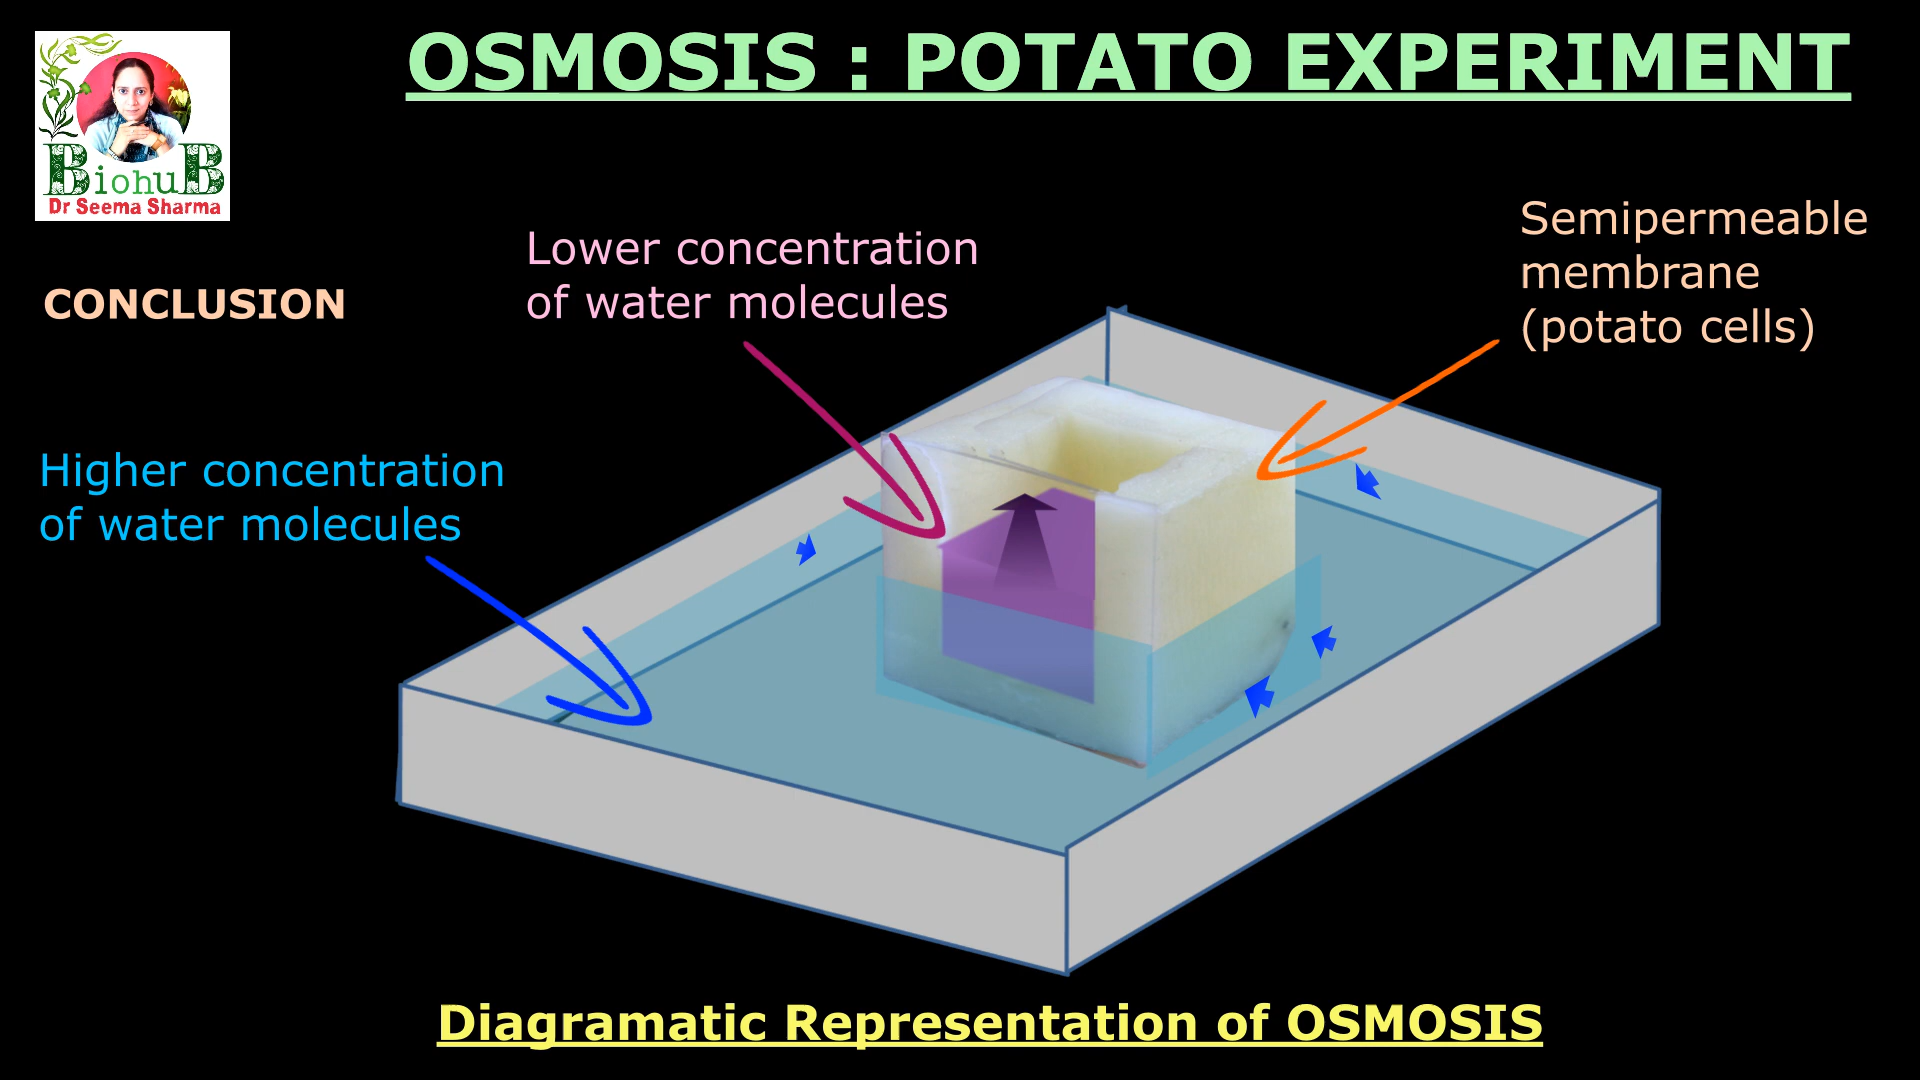 OSMOSIS : POTATO EXPERIMENT
BiohuB
Dr Seema Sharma
Semipermeable
membrane
(potato cells)
Lower concentration
of water molecules
CONCLUSION
Higher concentration
of water molecules
Diagramatic Representation of OSMOSIS